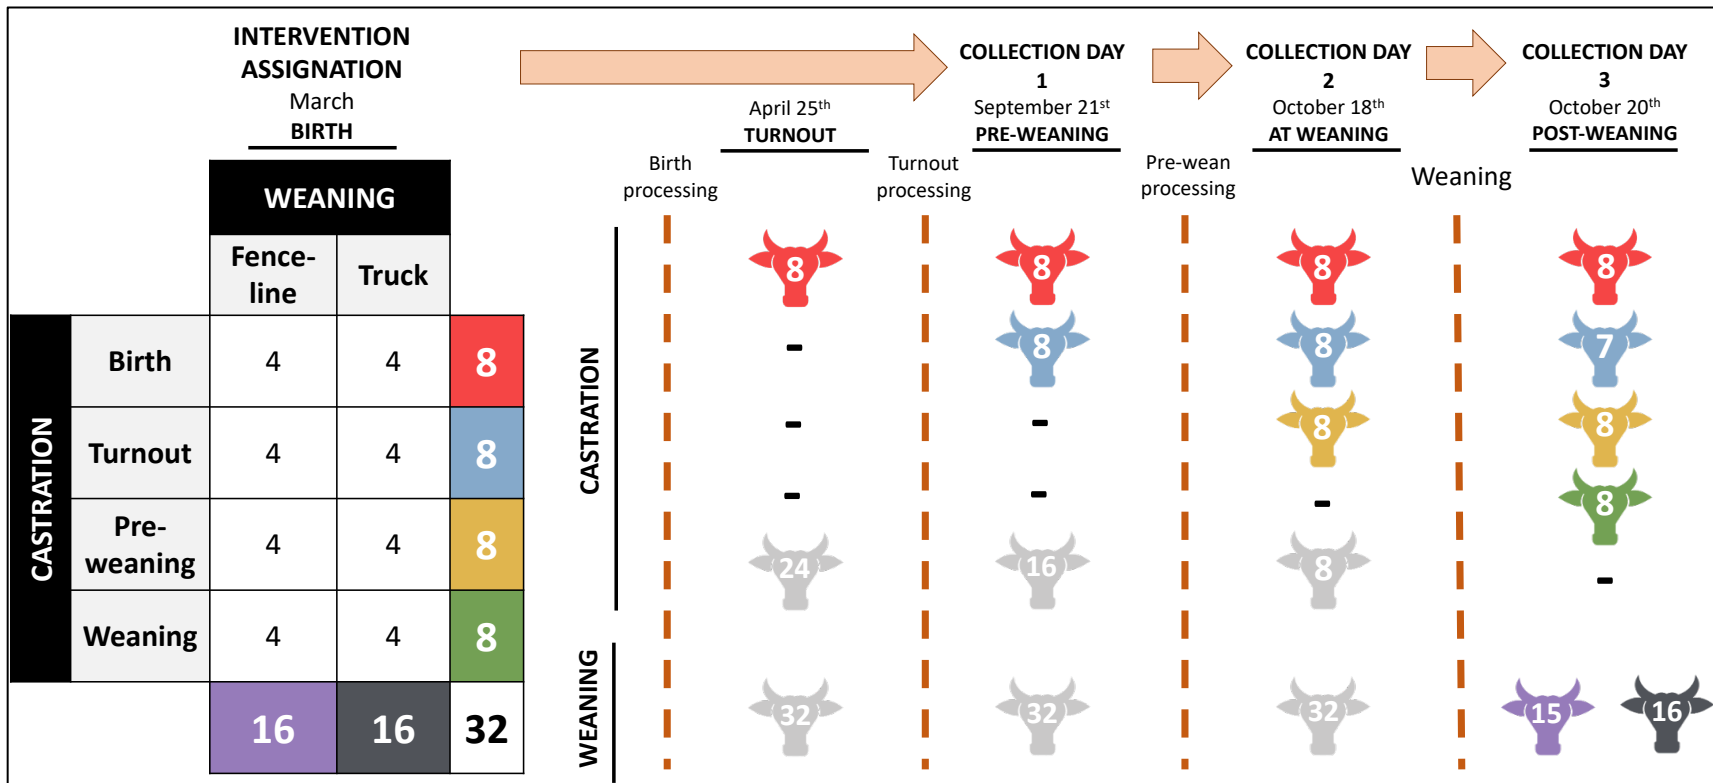 INTERVENTION
ASSIGNATION
March
BIRTH
WEANING
Fence-
line
Truck
CASTRATION
Birth
4
4
8
Turnout
4
4
8
Pre-
weaning
4
4
8
Weaning
4
4
8
16
16
32
April 25th
TURNOUT
COLLECTION DAY
1
September 21st
PRE-WEANING
COLLECTION DAY
2
October 18th
AT WEANING
COLLECTION DAY
3
October 20th
POST-WEANING
Birth
processing
Turnout
processing
Pre-wean
processing
Weaning
CASTRATION
8
8
8
8
-
8
8
7
-
-
8
8
-
-
-
8
24
16
8
-
WEANING
32
32
32
15
16